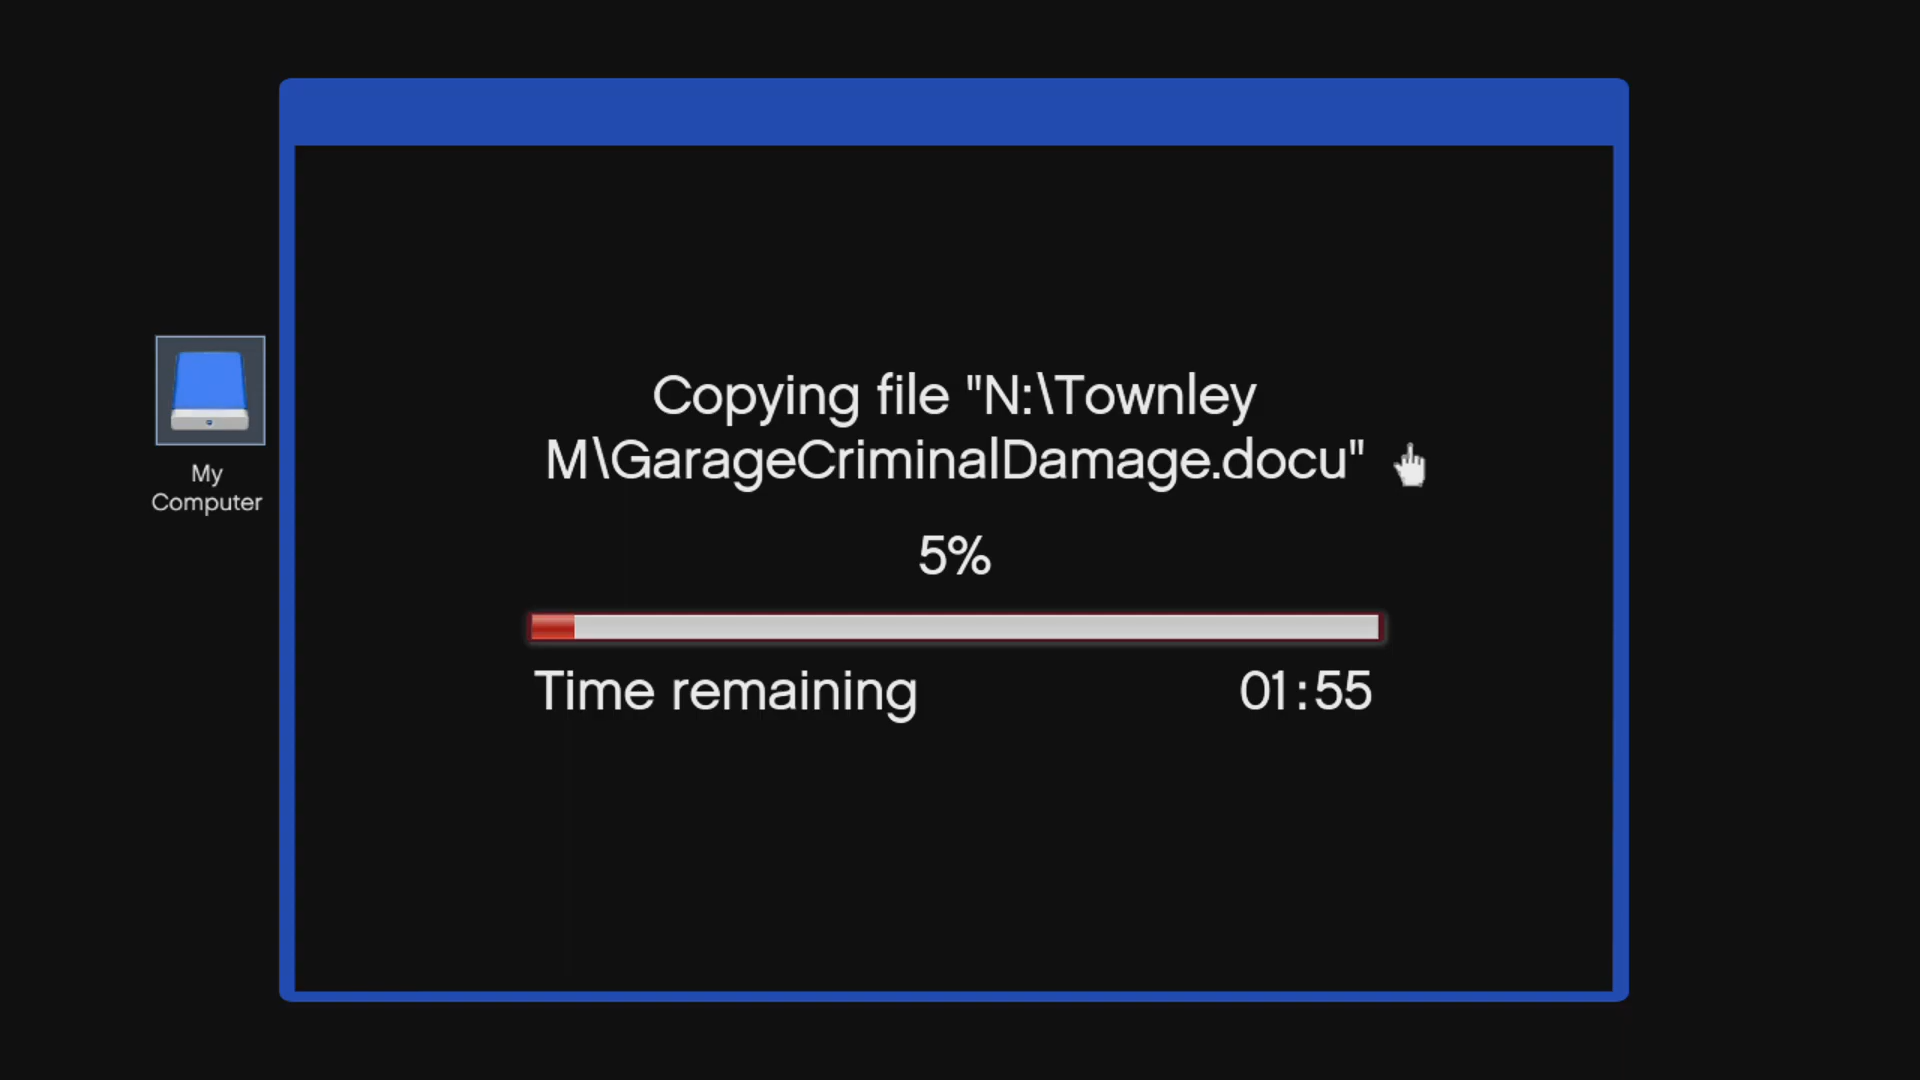 My
Computer
Copying file "N:\Townley
M\GarageCriminalDamage.docu"
5%
Time remaining 01:55